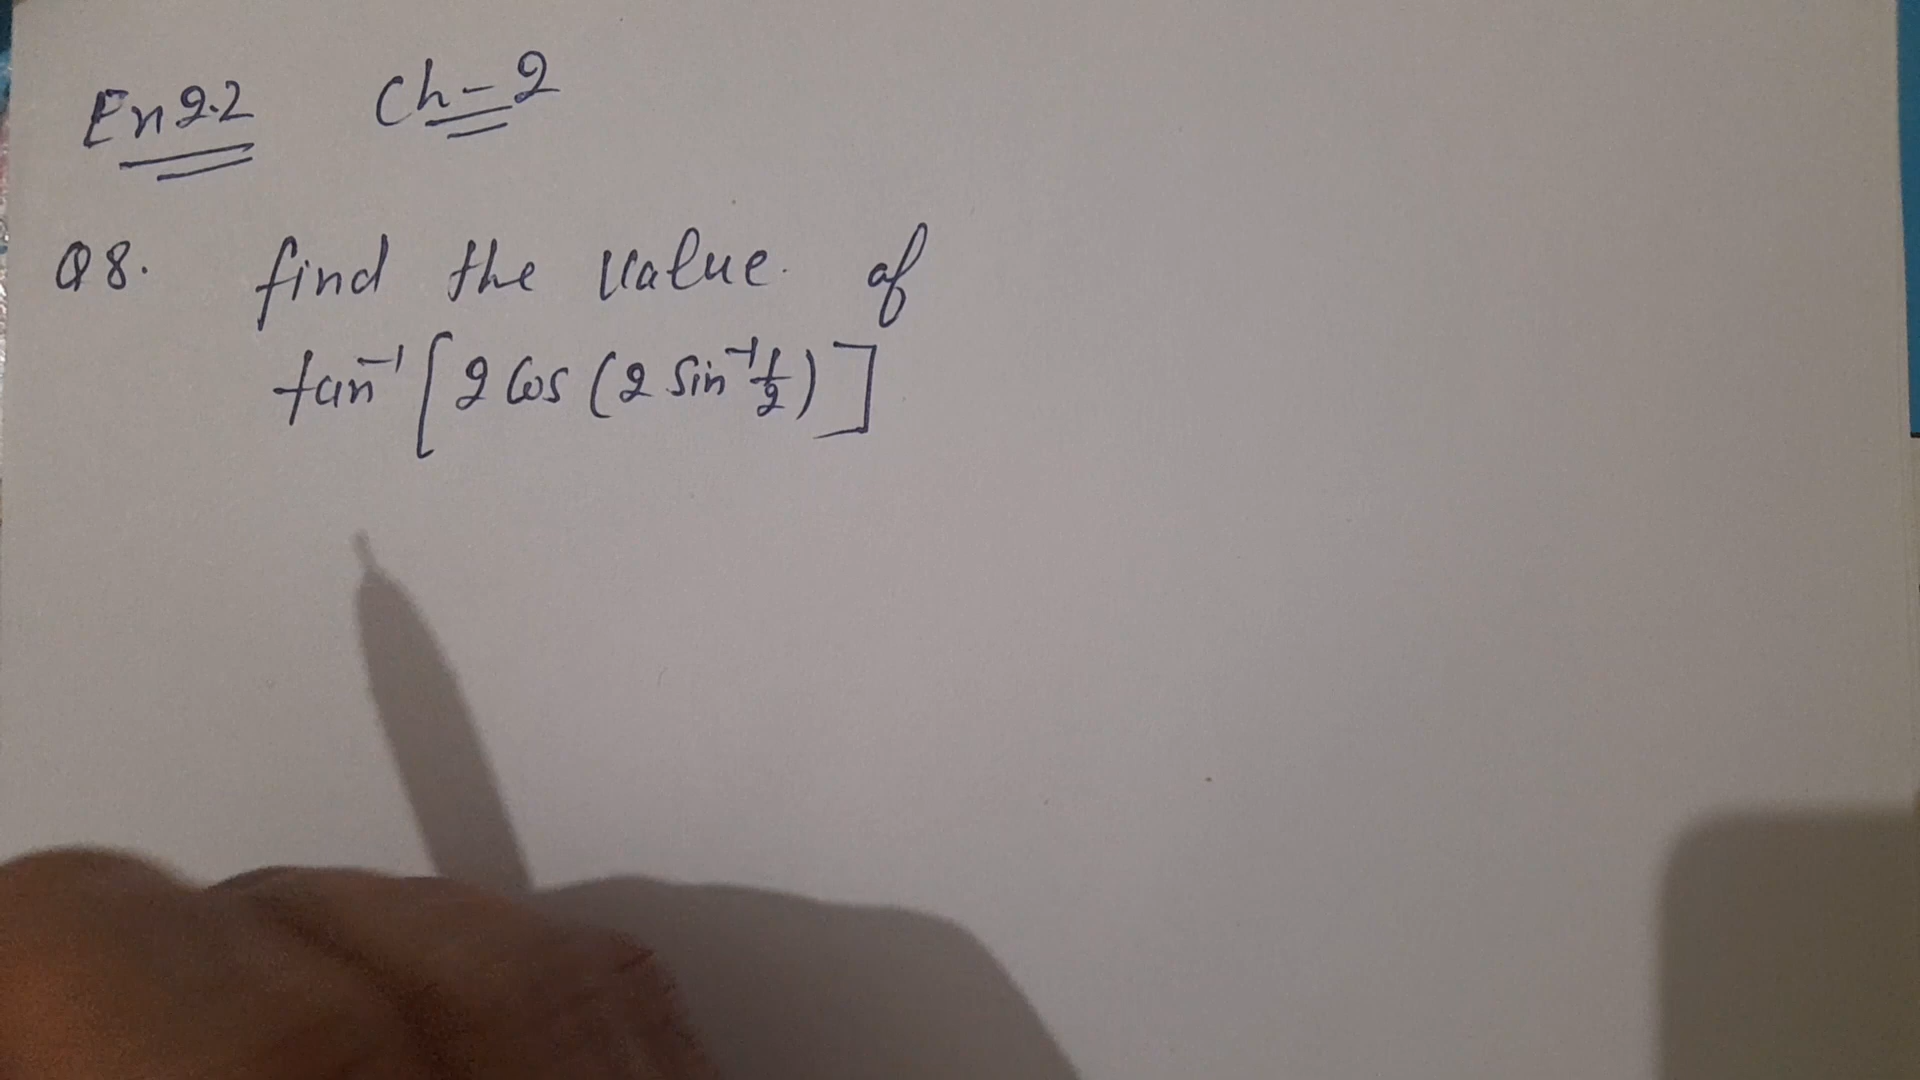 Ex 2.2 Ch-2
Q8. find the value of
tan⁻¹[2 Cos (2 Sin⁻¹ 1/2)]